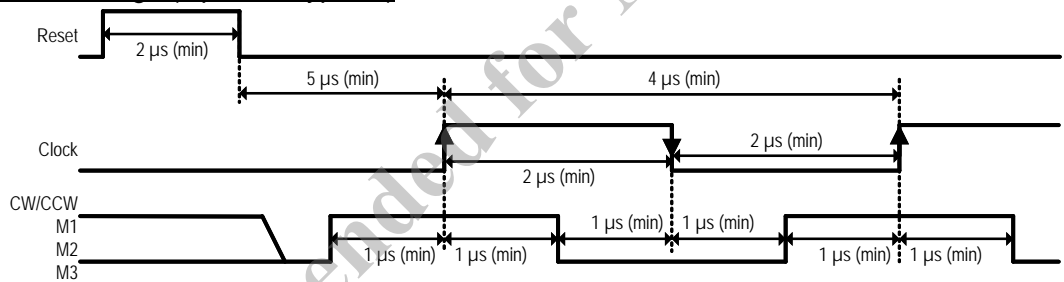 Reset
2 µs (min)
5 µs (min)
4 µs (min)
Clock
2 µs (min)
2 µs (min)
CW/CCW
M1
M2
M3
1 µs (min)
1 µs (min)
1 µs (min)
1 µs (min)
1 µs (min)
1 µs (min)
ended for